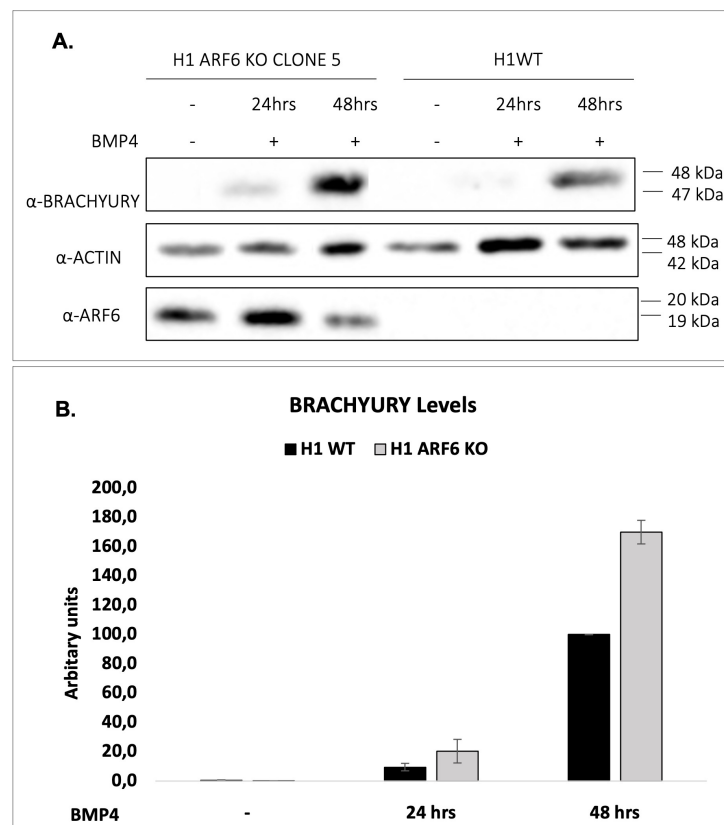 A.
H1 ARF6 KO CLONE 5 H1WT
- 24hrs 48hrs - 24hrs 48hrs
BMP4 - + + - + +
α-BRACHYURY 48 kDa
47 kDa
α-ACTIN 48 kDa
42 kDa
α-ARF6 20 kDa
19 kDa
B.
BRACHYURY Levels
H1 WT H1 ARF6 KO
200,0
180,0
160,0
140,0
120,0
100,0
80,0
60,0
40,0
20,0
0,0
Arbitary units
BMP4 - 24 hrs 48 hrs